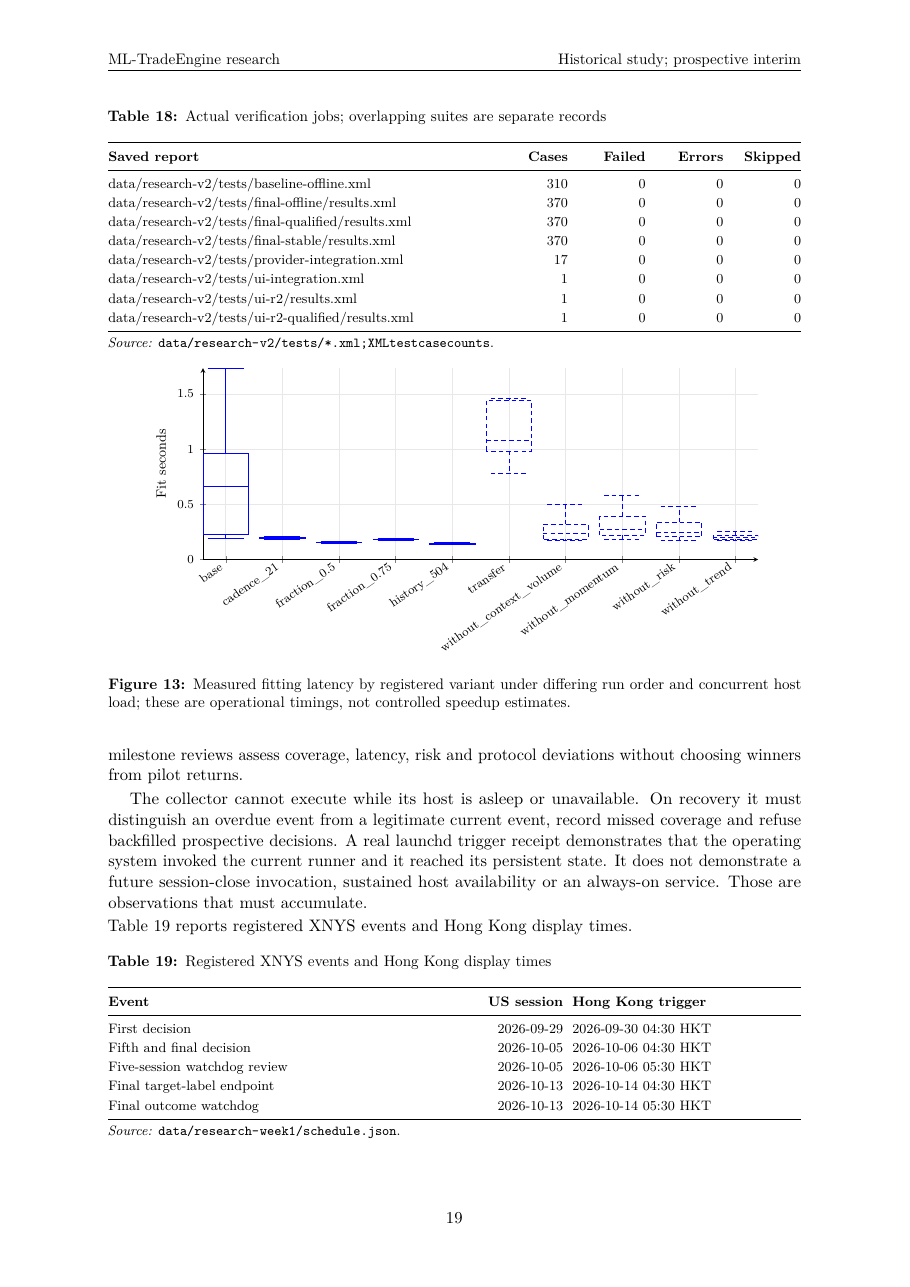 ML-TradeEngine research
Historical study; prospective interim
Table 18: Actual verification jobs; overlapping suites are separate records
Saved report Cases Failed Errors Skipped
data/research-v2/tests/baseline-offline.xml 310 0 0 0
data/research-v2/tests/final-offline/results.xml 370 0 0 0
data/research-v2/tests/final-qualified/results.xml 370 0 0 0
data/research-v2/tests/final-stable/results.xml 370 0 0 0
data/research-v2/tests/provider-integration.xml 17 0 0 0
data/research-v2/tests/ui-integration.xml 1 0 0 0
data/research-v2/tests/ui-r2/results.xml 1 0 0 0
data/research-v2/tests/ui-r2-qualified/results.xml 1 0 0 0
Source: data/research-v2/tests/*.xml;XMLtestcasecounts.
Fit seconds
1.5
1
0.5
0
base
cadence_21
fraction_0.5
fraction_0.75
history_504
transfer
without_context_volume
without_momentum
without_risk
without_trend
Figure 13: Measured fitting latency by registered variant under differing run order and concurrent host
load; these are operational timings, not controlled speedup estimates.
milestone reviews assess coverage, latency, risk and protocol deviations without choosing winners
from pilot returns.
The collector cannot execute while its host is asleep or unavailable. On recovery it must
distinguish an overdue event from a legitimate current event, record missed coverage and refuse
backfilled prospective decisions. A real launchd trigger receipt demonstrates that the operating
system invoked the current runner and it reached its persistent state. It does not demonstrate a
future session-close invocation, sustained host availability or an always-on service. Those are
observations that must accumulate.
Table 19 reports registered XNYS events and Hong Kong display times.
Table 19: Registered XNYS events and Hong Kong display times
Event US session Hong Kong trigger
First decision 2026-09-29 2026-09-30 04:30 HKT
Fifth and final decision 2026-10-05 2026-10-06 04:30 HKT
Five-session watchdog review 2026-10-05 2026-10-06 05:30 HKT
Final target-label endpoint 2026-10-13 2026-10-14 04:30 HKT
Final outcome watchdog 2026-10-13 2026-10-14 05:30 HKT
Source: data/research-week1/schedule.json.
19